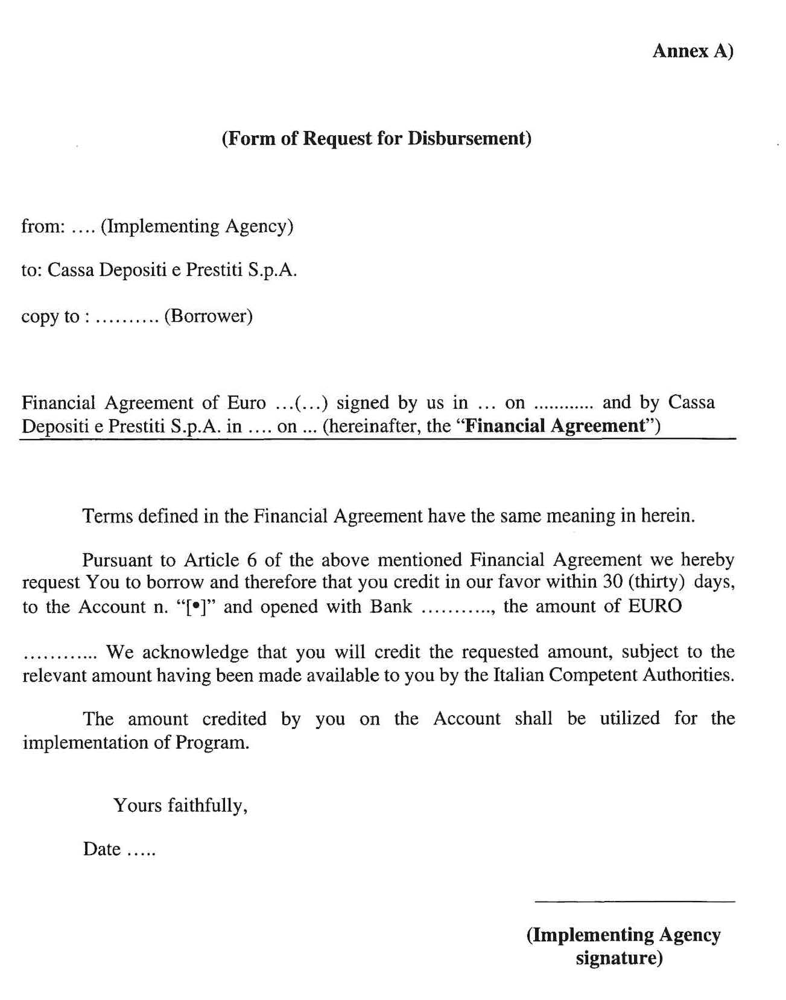 Annex A)
(Form of Request for Disbursement)
from: .... (Implementing Agency)
to: Cassa Depositi e Prestiti S.p.A.
copy to : .......... (Borrower)
Financial Agreement of Euro ...(...) signed by us in ... on ............ and by Cassa
Depositi e Prestiti S.p.A. in .... on ... (hereinafter, the “Financial Agreement”)
Terms defined in the Financial Agreement have the same meaning in herein.
Pursuant to Article 6 of the above mentioned Financial Agreement we hereby
request You to borrow and therefore that you credit in our favor within 30 (thirty) days,
to the Account n. “[•]” and opened with Bank ..........., the amount of EURO
............ We acknowledge that you will credit the requested amount, subject to the
relevant amount having been made available to you by the Italian Competent Authorities.
The amount credited by you on the Account shall be utilized for the
implementation of Program.
Yours faithfully,
Date .....
(Implementing Agency
signature)